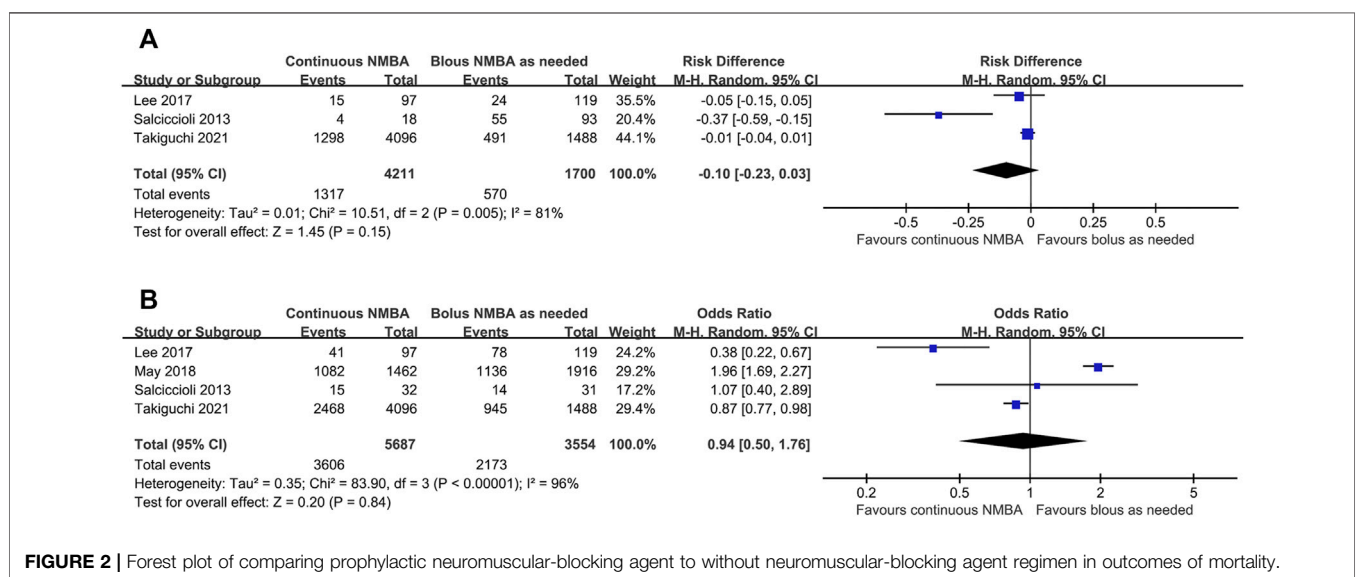 A
Continuous NMBA Blous NMBA as needed Risk Difference Risk Difference
Study or Subgroup Events Total Events Total Weight M-H. Random. 95% CI M-H. Random. 95% CI
Lee 2017 15 97 24 119 35.5% -0.05 [-0.15, 0.05]
Salciccioli 2013 4 18 55 93 20.4% -0.37 [-0.59, -0.15]
Takiguchi 2021 1298 4096 491 1488 44.1% -0.01 [-0.04, 0.01]
Total (95% CI) 4211 1700 100.0% -0.10 [-0.23, 0.03]
Total events 1317 570
Heterogeneity: Tau² = 0.01; Chi² = 10.51, df = 2 (P = 0.005); I² = 81%
Test for overall effect: Z = 1.45 (P = 0.15)
-0.5 -0.25 0 0.25 0.5
Favours continuous NMBA Favours bolus as needed
B
Continuous NMBA Bolus NMBA as needed Odds Ratio Odds Ratio
Study or Subgroup Events Total Events Total Weight M-H. Random. 95% CI M-H. Random. 95% CI
Lee 2017 41 97 78 119 24.2% 0.38 [0.22, 0.67]
May 2018 1082 1462 1136 1916 29.2% 1.96 [1.69, 2.27]
Salciccioli 2013 15 32 14 31 17.2% 1.07 [0.40, 2.89]
Takiguchi 2021 2468 4096 945 1488 29.4% 0.87 [0.77, 0.98]
Total (95% CI) 5687 3554 100.0% 0.94 [0.50, 1.76]
Total events 3606 2173
Heterogeneity: Tau² = 0.35; Chi² = 83.90, df = 3 (P < 0.00001); I² = 96%
Test for overall effect: Z = 0.20 (P = 0.84)
0.2 0.5 1 2 5
Favours continuous NMBA Favours blous as needed
FIGURE 2 | Forest plot of comparing prophylactic neuromuscular-blocking agent to without neuromuscular-blocking agent regimen in outcomes of mortality.